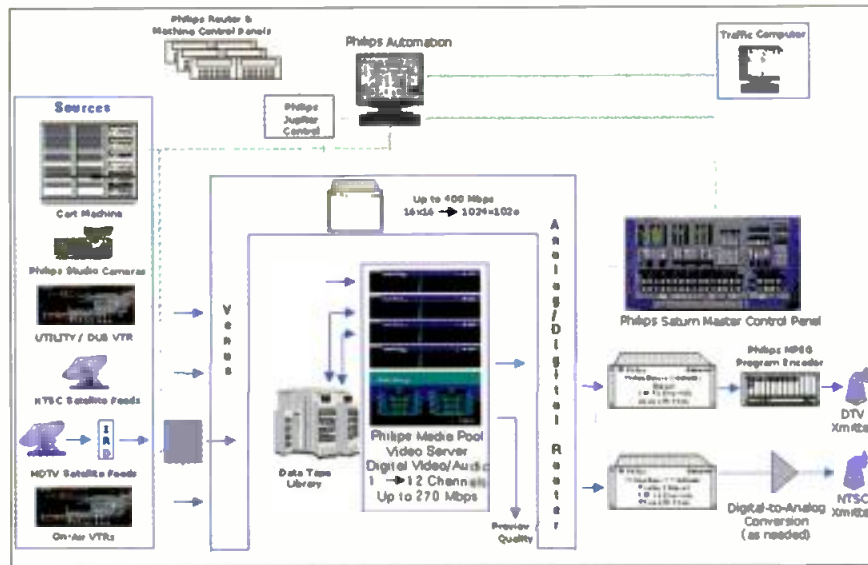 Philips Router &
Machine Control Panels
Philips Automation
Traffic Computer
Sources
Philips
Jupiter
Control
Cart Machine
Philips Studio Cameras
UTILITY / DUB VTR
NTSC Satellite Feeds
IRD
HDTV Satellite Feeds
On-Air VTRs
Venus
Up to 400 Mbps
16x16 → 1024x102
Analog/Digital Router
Data Tape
Library
Philips Media Pool
Video Server
Digital Video/Audio
1 → 12 Channels
Up to 270 Mbps
Preview
Quality
Philips Saturn Master Control Panel
Philips MPEG
Program Encoder
DTV
Xmitter
Digital-to-Analog
Conversion
(as needed)
NTSC
Xmitter